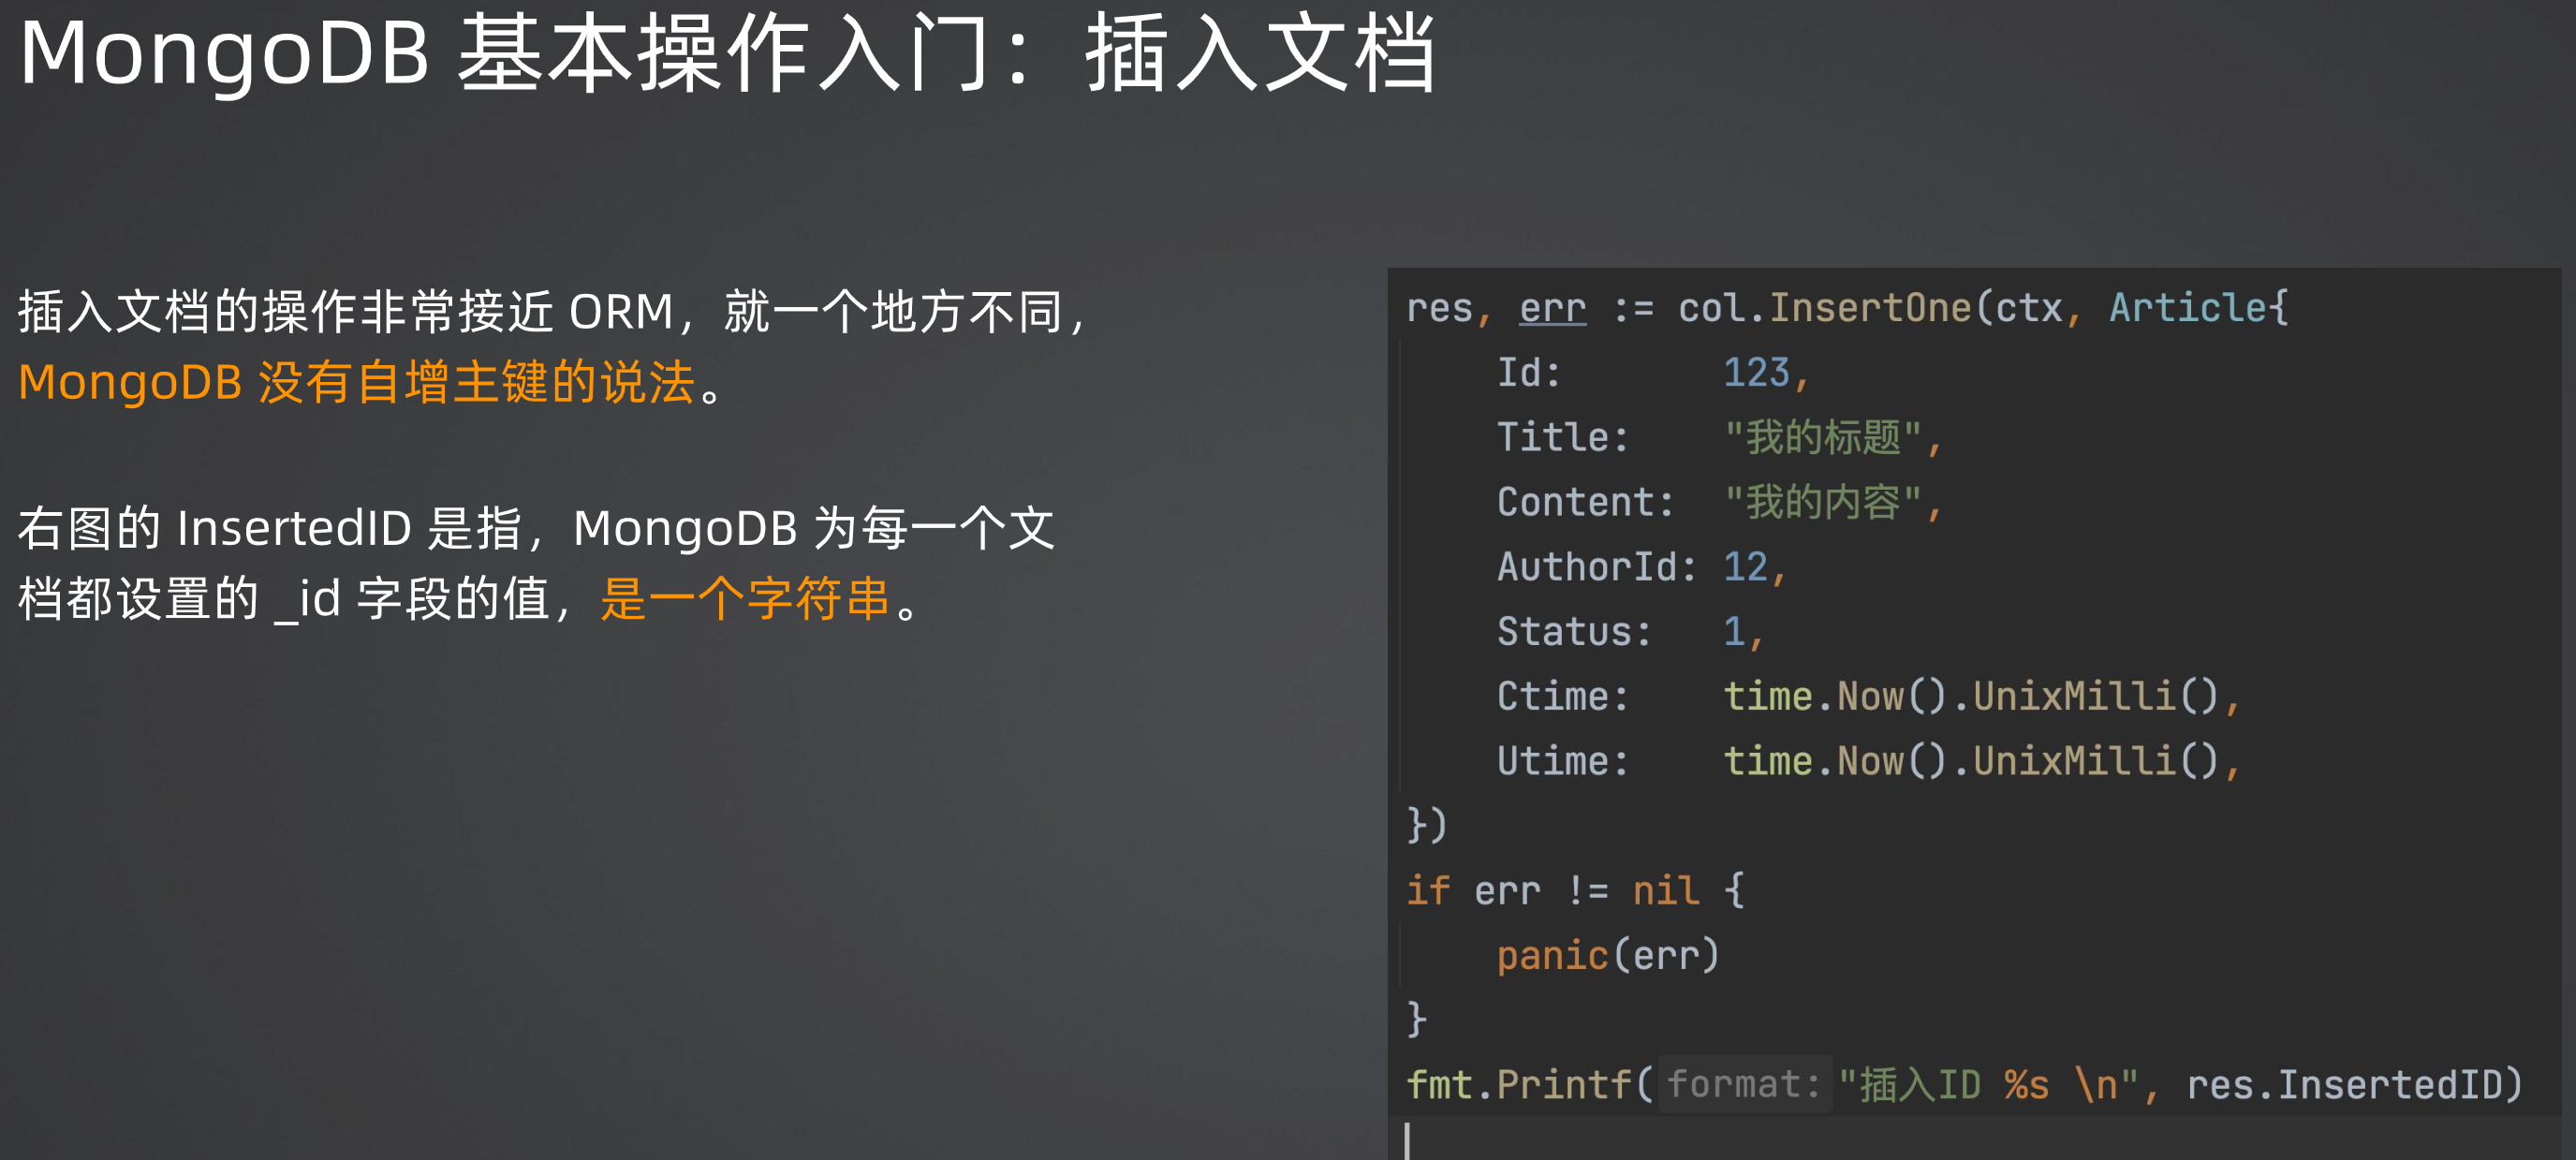 MongoDB 基本操作入门：插入文档
插入文档的操作非常接近 ORM，就一个地方不同，
MongoDB 没有自增主键的说法。
右图的 InsertedID 是指，MongoDB 为每一个文
档都设置的 _id 字段的值，是一个字符串。
res, err := col.InsertOne(ctx, Article{
    Id:       123,
    Title:    "我的标题",
    Content:  "我的内容",
    AuthorId: 12,
    Status:   1,
    Ctime:    time.Now().UnixMilli(),
    Utime:    time.Now().UnixMilli(),
})
if err != nil {
    panic(err)
}
fmt.Printf( format: "插入ID %s \n", res.InsertedID)